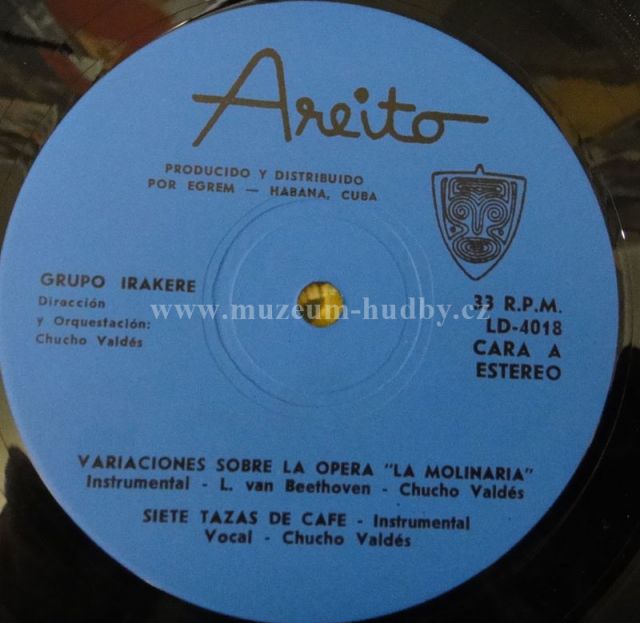 Areito
PRODUCIDO Y DISTRIBUIDO
POR EGREM — HABANA, CUBA
GRUPO IRAKERE
Dirección
y Orquestación:
Chucho Valdés
www.muzeum-hudby.cz
33 R.P.M.
LD-4018
CARA A
ESTEREO
VARIACIONES SOBRE LA OPERA "LA MOLINARIA"
Instrumental - L. van Beethoven - Chucho Valdés
SIETE TAZAS DE CAFE - Instrumental
Vocal - Chucho Valdés